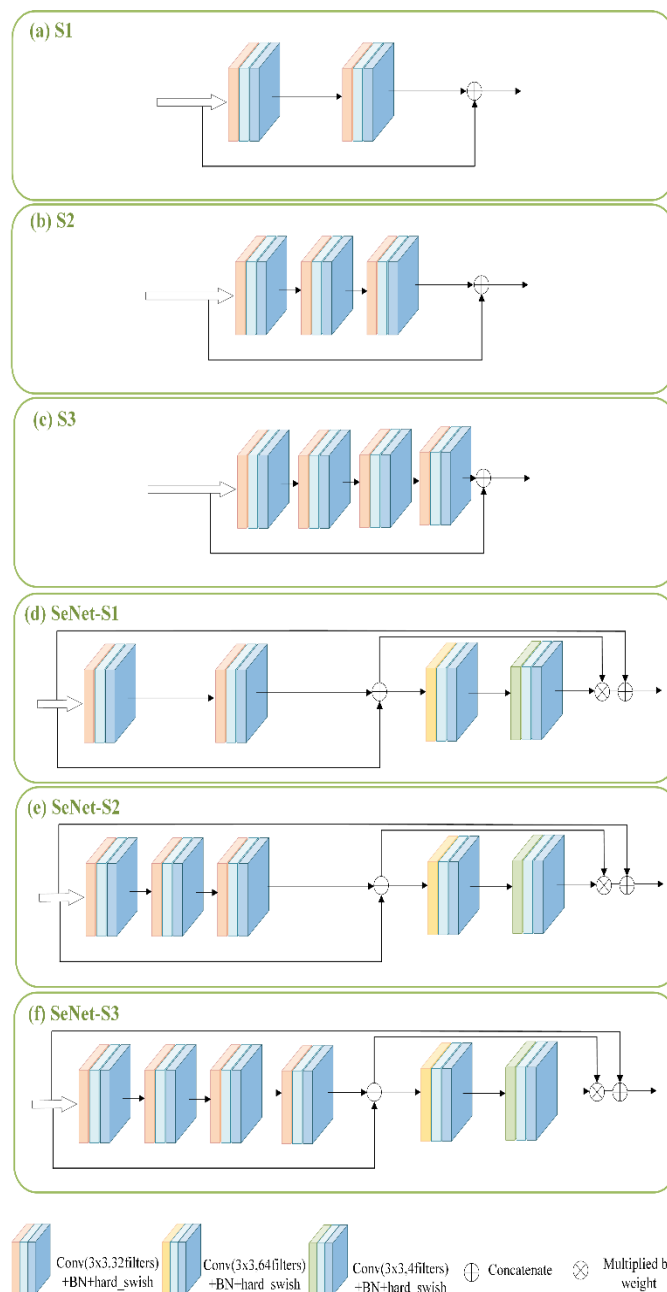 (a) S1
(b) S2
(c) S3
(d) SeNet-S1
(e) SeNet-S2
(f) SeNet-S3
Conv(3x3.32filters)
+BN+hard_swish
Conv(3x3.64filters)
+BN+hard_swish
Conv(3x3.4filters)
+BN+hard_swish
Concatenate
Multiplied b
weight